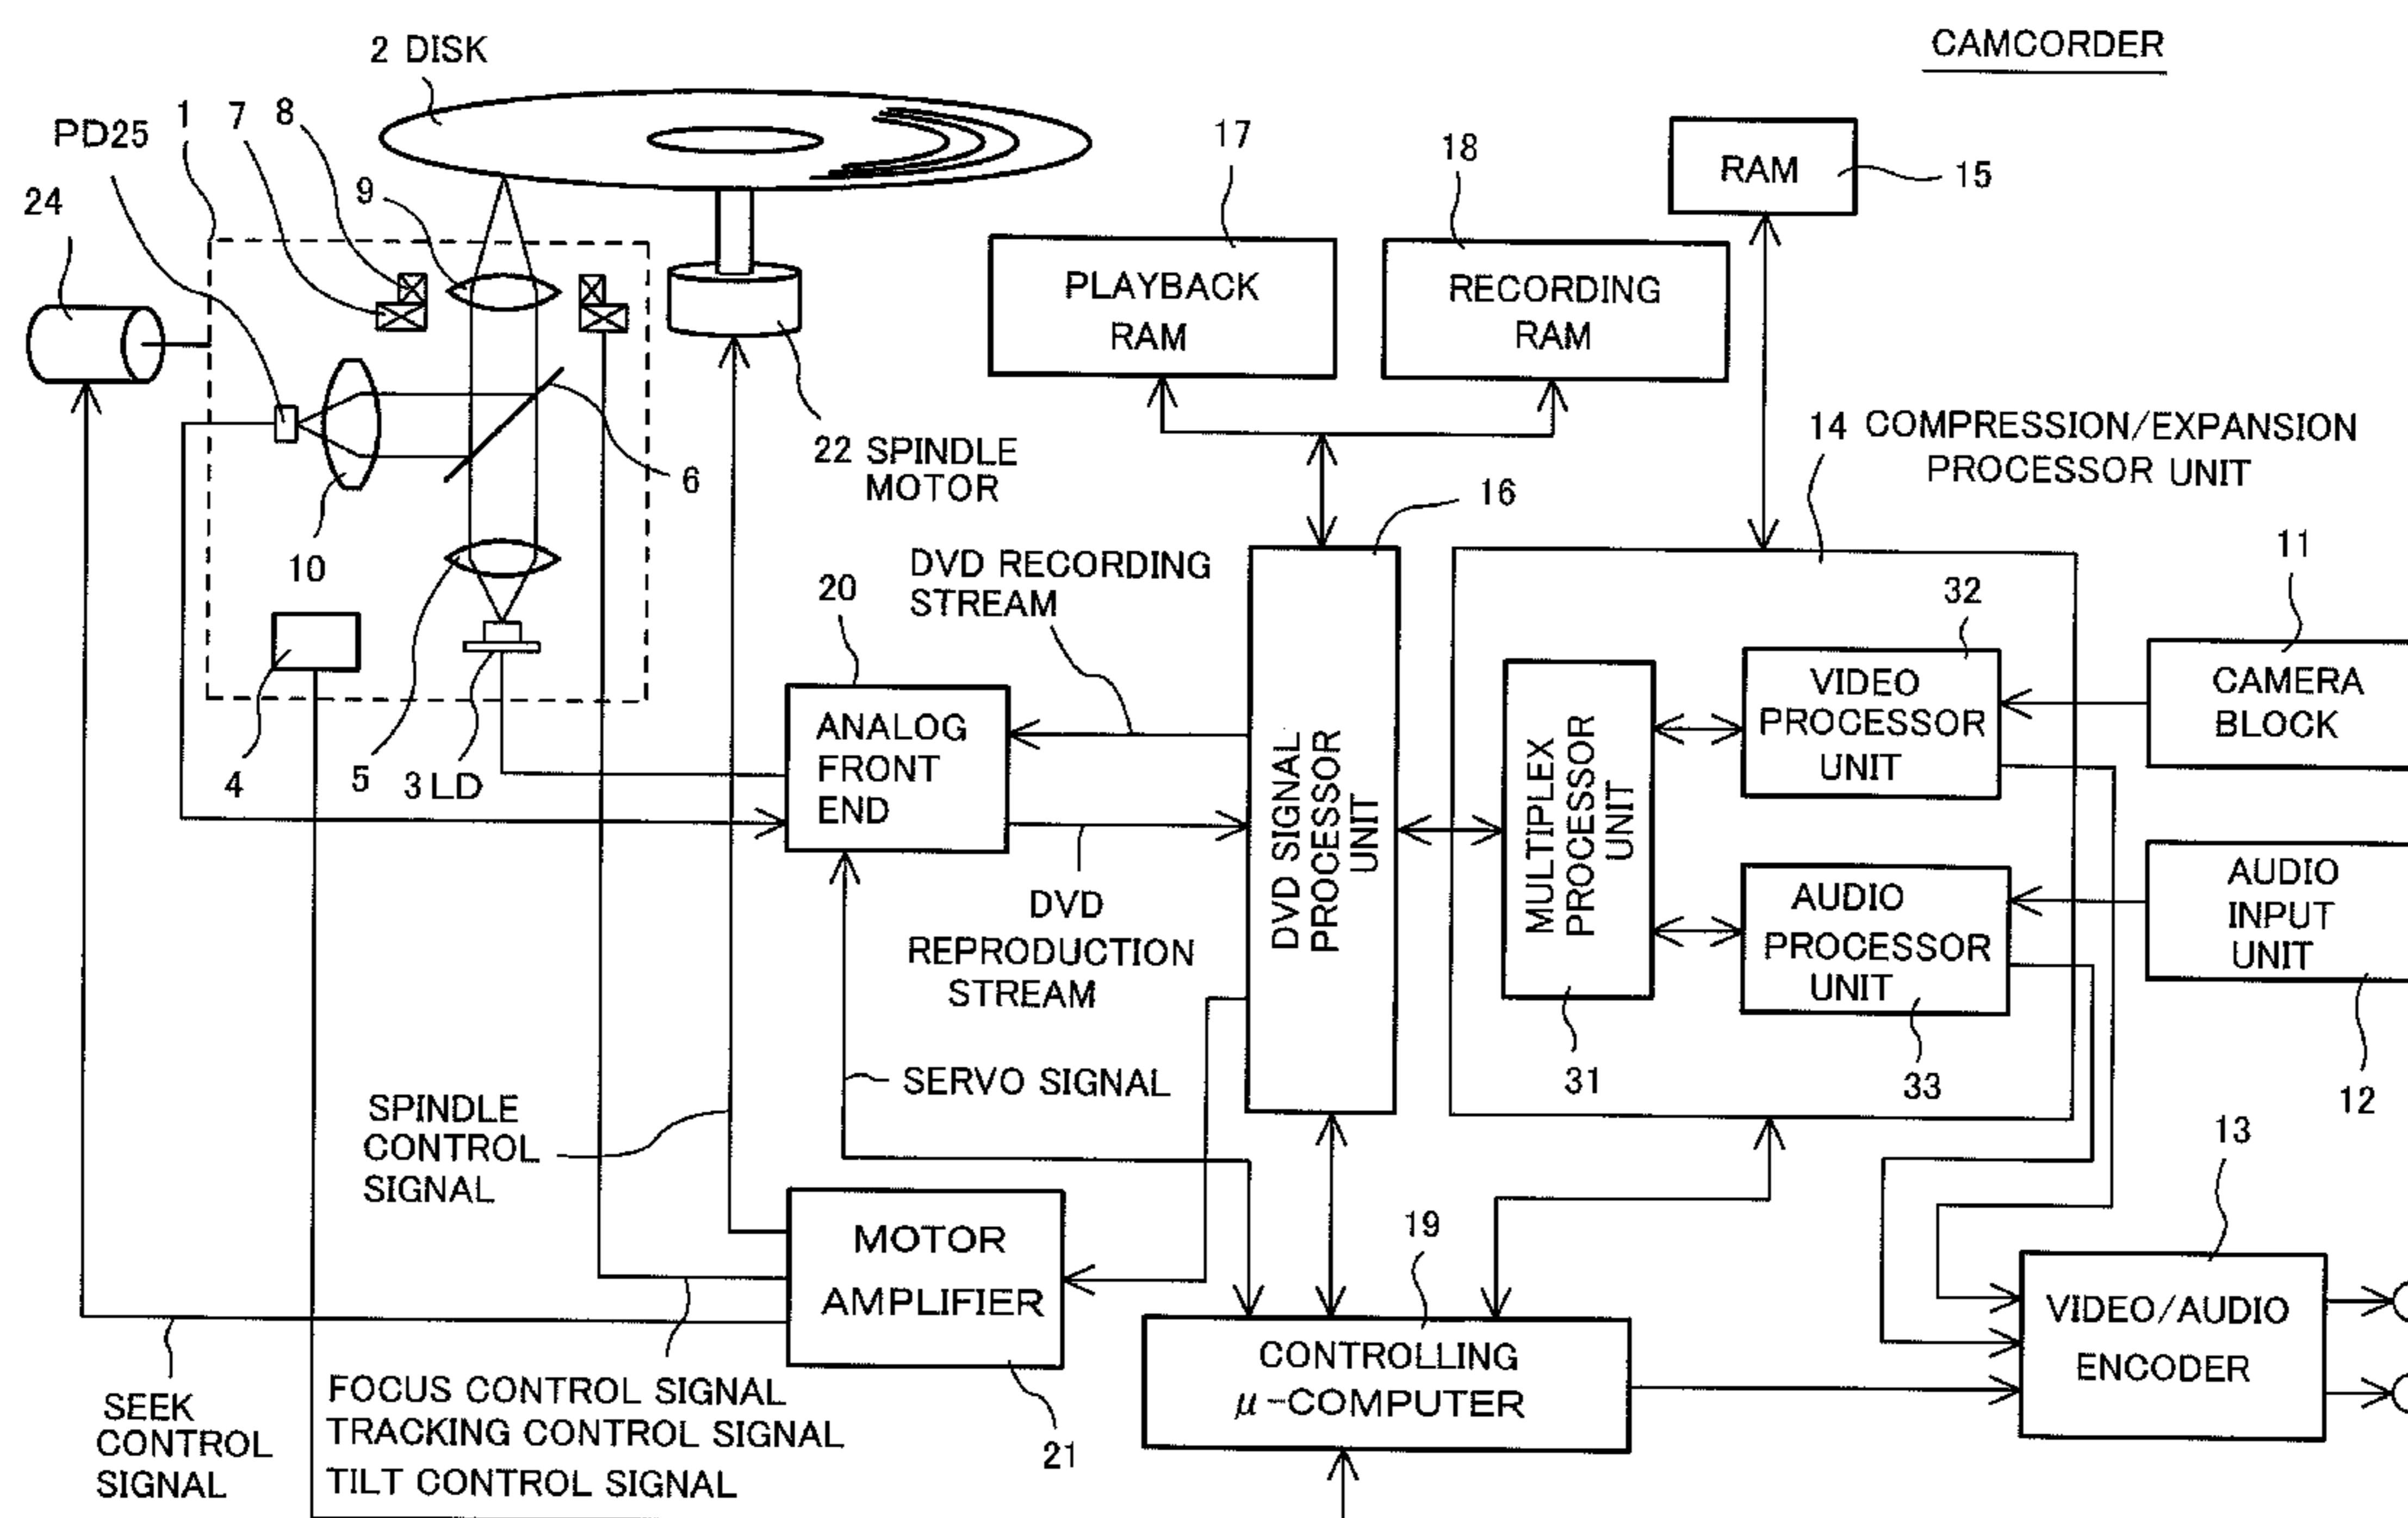 CAMCORDER
2 DISK
PD25
1
7
8
9
24
17
18
RAM
15
PLAYBACK
RAM
RECORDING
RAM
14 COMPRESSION/EXPANSION
PROCESSOR UNIT
22 SPINDLE
MOTOR
6
16
10
DVD RECORDING
STREAM
11
20
32
CAMERA
BLOCK
VIDEO
PROCESSOR
UNIT
ANALOG
FRONT
END
4
5
3 LD
DVD SIGNAL
PROCESSOR
UNIT
MULTIPLEX
PROCESSOR
UNIT
AUDIO
PROCESSOR
UNIT
AUDIO
INPUT
UNIT
DVD
REPRODUCTION
STREAM
31
33
12
SERVO SIGNAL
SPINDLE
CONTROL
SIGNAL
13
19
MOTOR
AMPLIFIER
VIDEO/AUDIO
ENCODER
CONTROLLING
μ-COMPUTER
21
SEEK
CONTROL
SIGNAL
FOCUS CONTROL SIGNAL
TRACKING CONTROL SIGNAL
TILT CONTROL SIGNAL